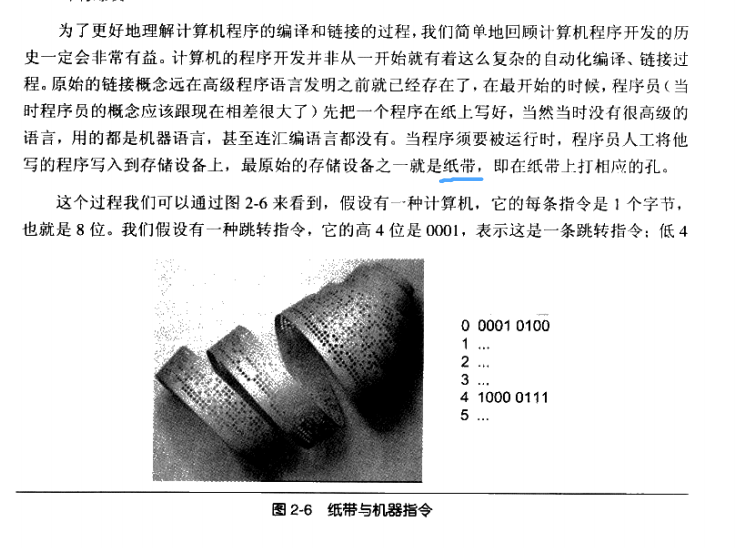 为了更好地理解计算机程序的编译和链接的过程，我们简单地回顾计算机程序开发的历
史一定会非常有益。计算机的程序开发并非从一开始就有着这么复杂的自动化编译、链接过
程。原始的链接概念远在高级程序语言发明之前就已经存在了，在最开始的时候，程序员（当
时程序员的概念应该跟现在相差很大了）先把一个程序在纸上写好，当然当时没有很高级的
语言，用的都是机器语言，甚至连汇编语言都没有。当程序须要被运行时，程序员人工将他
写的程序写入到存储设备上，最原始的存储设备之一就是纸带，即在纸带上打相应的孔。
这个过程我们可以通过图 2-6 来看到，假设有一种计算机，它的每条指令是 1 个字节，
也就是 8 位。我们假设有一种跳转指令，它的高 4 位是 0001，表示这是一条跳转指令；低 4
0 0001 0100
1 ...
2 ...
3 ...
4 1000 0111
5 ...
图 2-6 纸带与机器指令